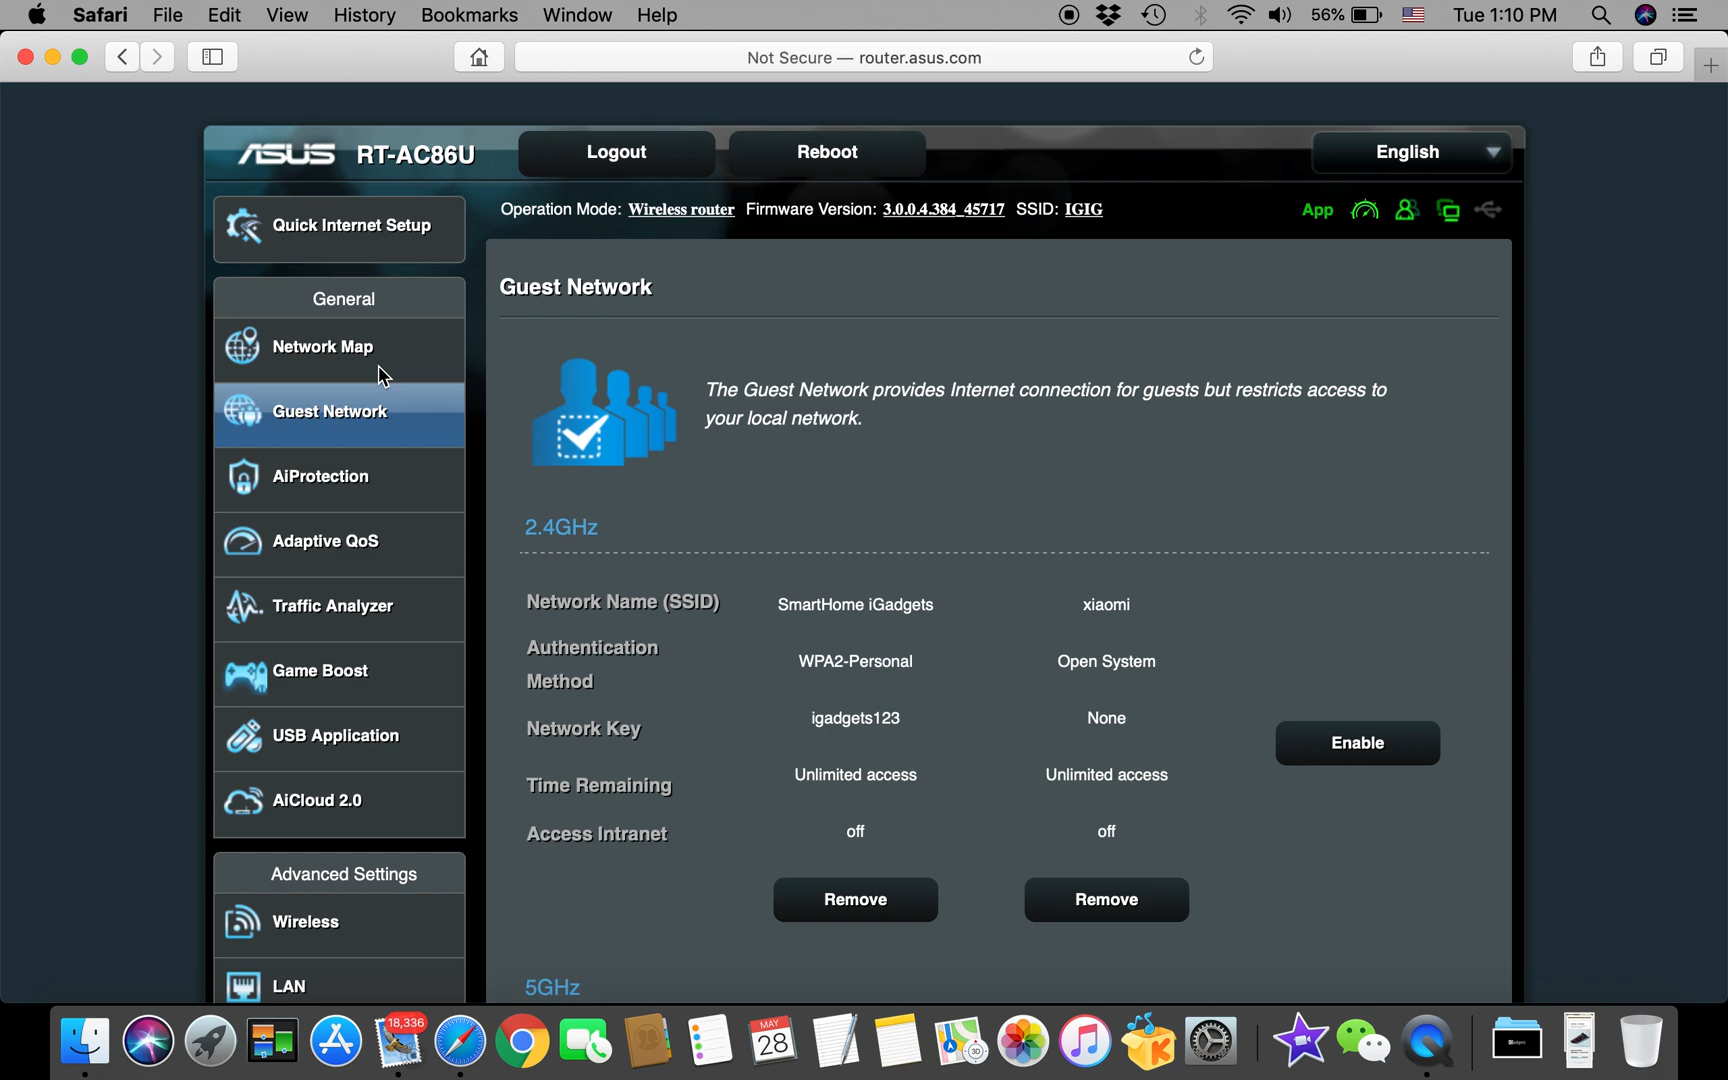 Safari File Edit View History Bookmarks Window Help 56% Tue 1:10 PM
Not Secure — router.asus.com
ASUS RT-AC86U Logout Reboot English
Quick Internet Setup
Operation Mode: Wireless router Firmware Version: 3.0.0.4.384_45717 SSID: IGIG App
General
Network Map
Guest Network
AiProtection
Adaptive QoS
Traffic Analyzer
Game Boost
USB Application
AiCloud 2.0
Advanced Settings
Wireless
LAN
Guest Network
The Guest Network provides Internet connection for guests but restricts access to
your local network.
2.4GHz
Network Name (SSID) SmartHome iGadgets xiaomi
Authentication
Method WPA2-Personal Open System
Network Key igadgets123 None
Enable
Time Remaining Unlimited access Unlimited access
Access Intranet off off
Remove Remove
5GHz
18,336
MAY
28
3D